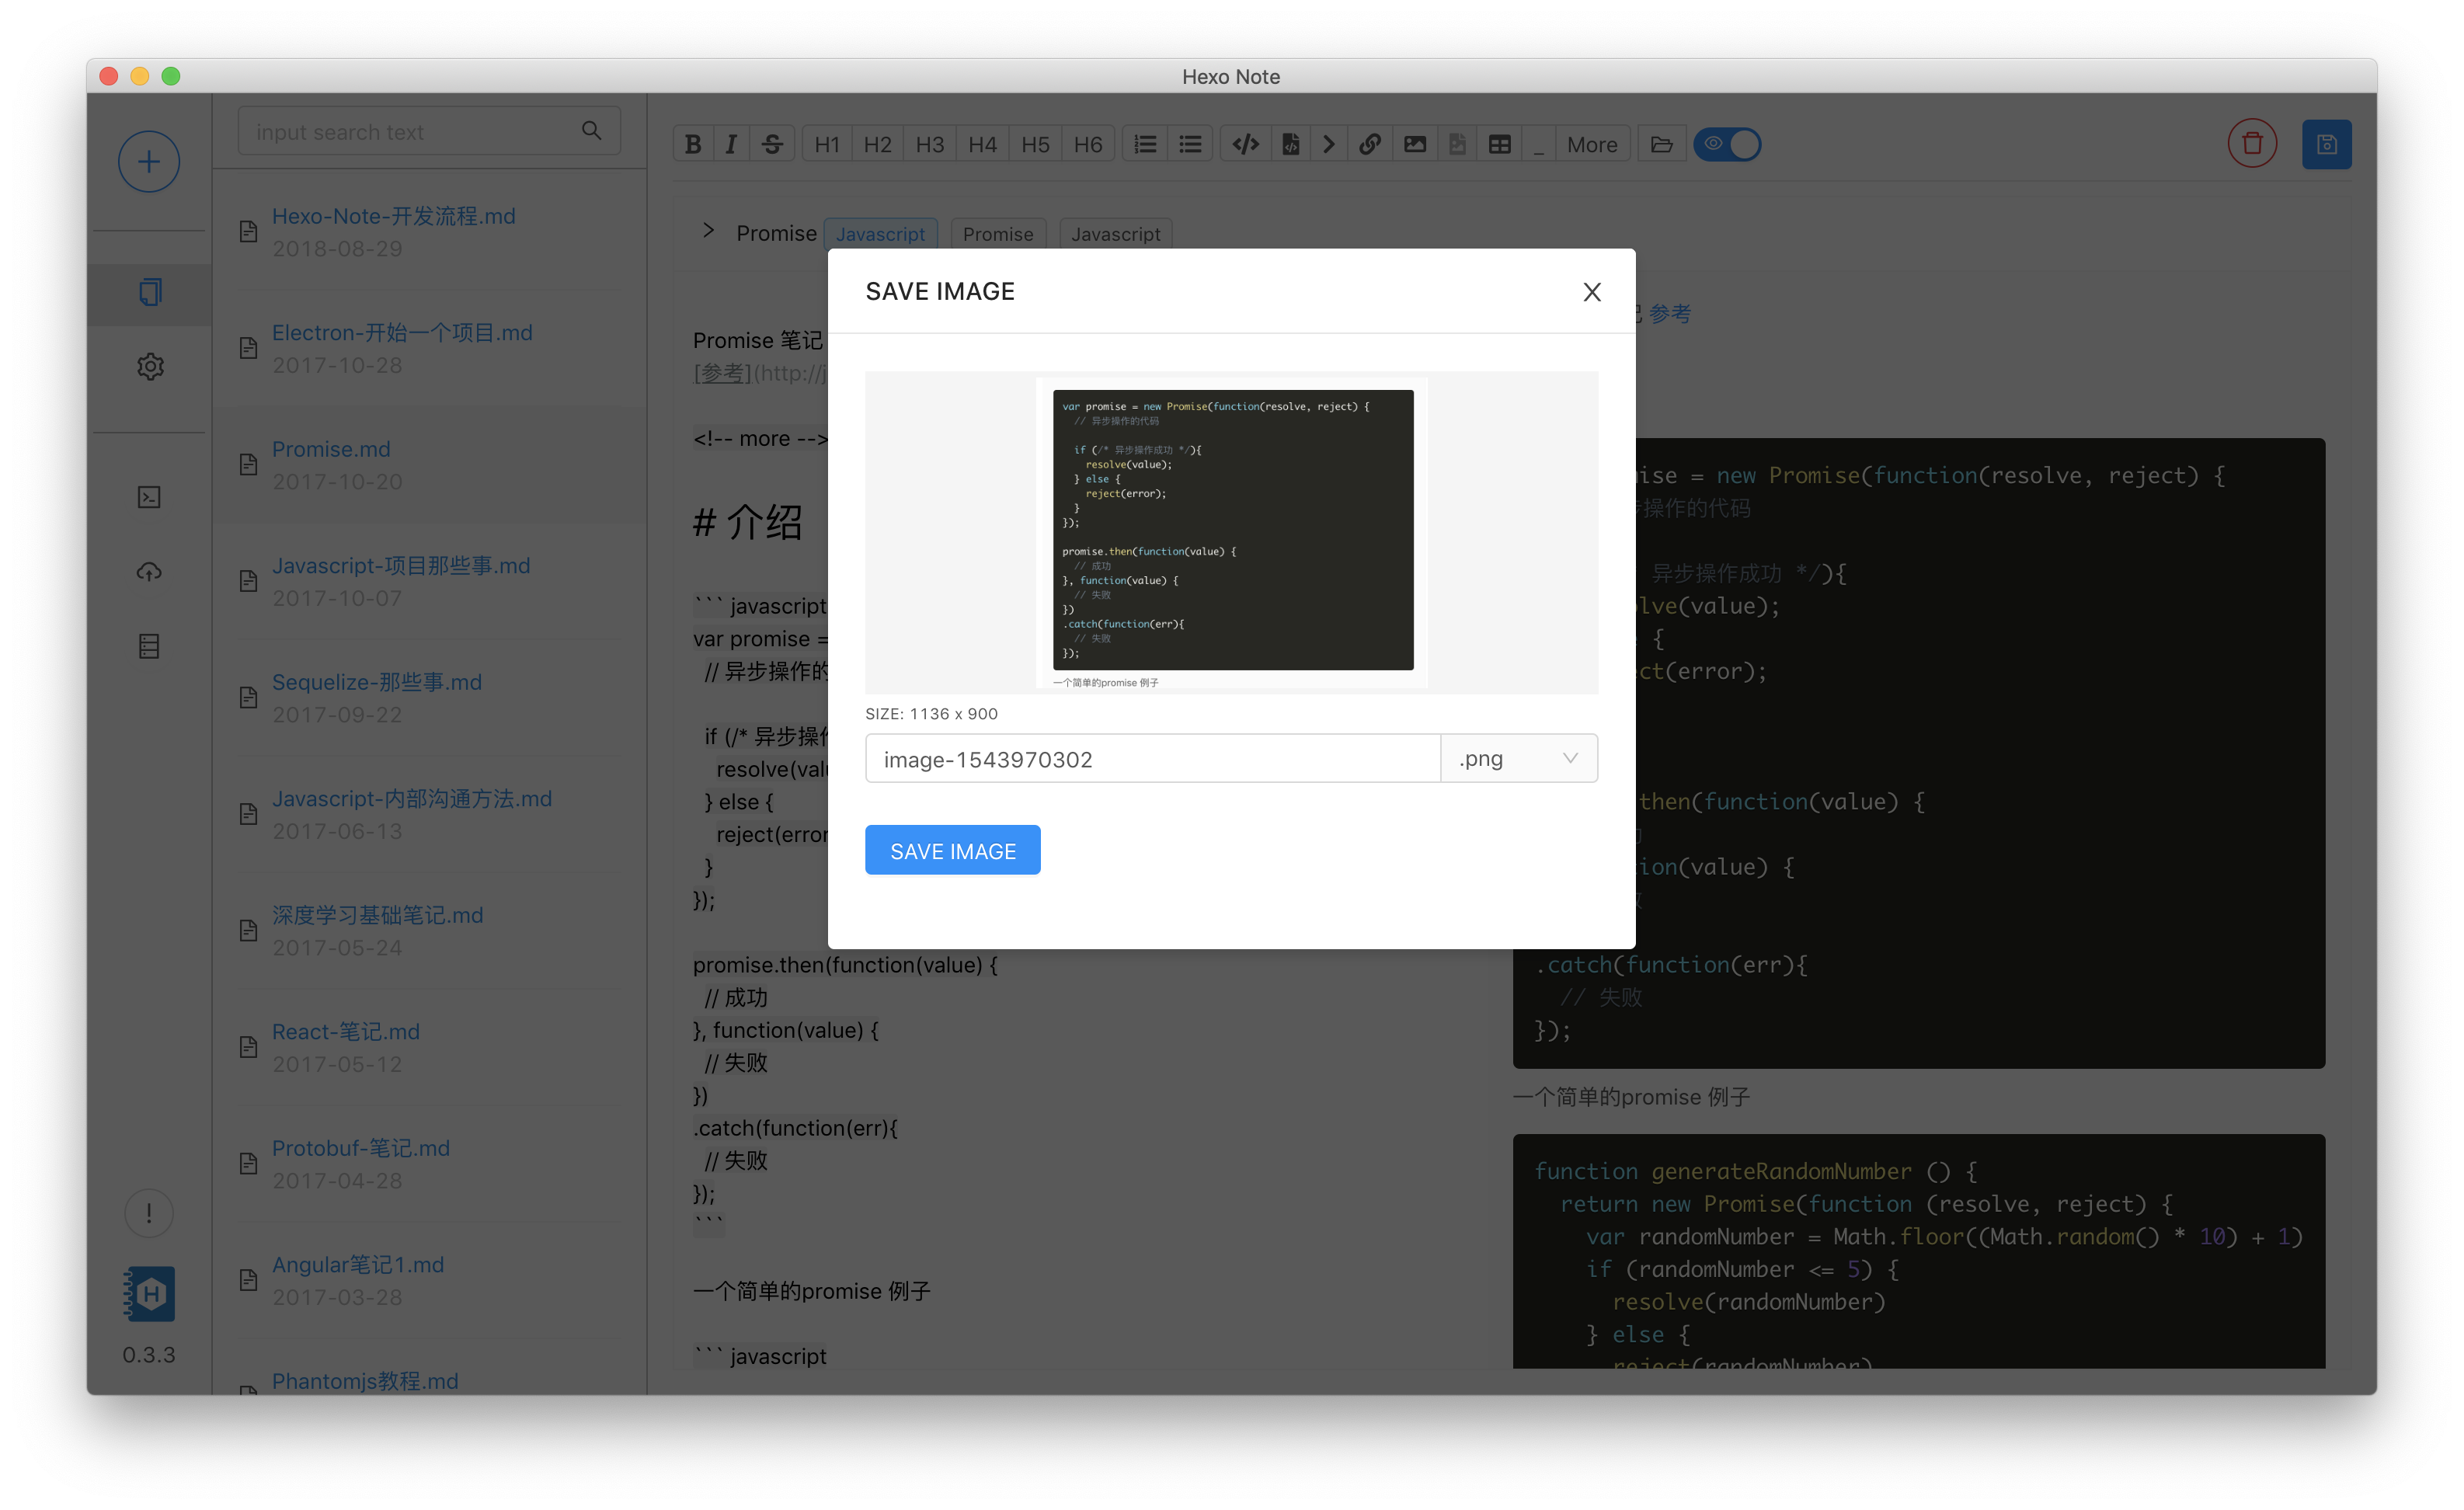 Hexo Note
input search text
Hexo-Note-开发流程.md
2018-08-29
Electron-开始一个项目.md
2017-10-28
Promise.md
2017-10-20
Javascript-项目那些事.md
2017-10-07
Sequelize-那些事.md
2017-09-22
Javascript-内部沟通方法.md
2017-06-13
深度学习基础笔记.md
2017-05-24
React-笔记.md
2017-05-12
Protobuf-笔记.md
2017-04-28
Angular笔记1.md
2017-03-28
Phantomjs教程.md
H
0.3.3
B I S H1 H2 H3 H4 H5 H6 More
Promise Javascript Promise Javascript
Promise 笔记
[参考](http://j
<!-- more -->
# 介绍
``` javascript
var promise =
// 异步操作的
if (/* 异步操作
resolve(valu
} else {
reject(error
}
});
promise.then(function(value) {
// 成功
}, function(value) {
// 失败
})
.catch(function(err){
// 失败
});
```
一个简单的promise 例子
``` javascript
SAVE IMAGE
var promise = new Promise(function(resolve, reject) {
// 异步操作的代码
if (/* 异步操作成功 */){
resolve(value);
} else {
reject(error);
}
});
promise.then(function(value) {
// 成功
}, function(value) {
// 失败
})
.catch(function(err){
// 失败
});
一个简单的promise 例子
SIZE: 1136 x 900
image-1543970302 .png
SAVE IMAGE
参考
ise = new Promise(function(resolve, reject) {
操作的代码
异步操作成功 */){
lve(value);
{
ct(error);
then(function(value) {
ion(value) {
.catch(function(err){
// 失败
});
一个简单的promise 例子
function generateRandomNumber () {
return new Promise(function (resolve, reject) {
var randomNumber = Math.floor((Math.random() * 10) + 1)
if (randomNumber <= 5) {
resolve(randomNumber)
} else {
reject(randomNumber)